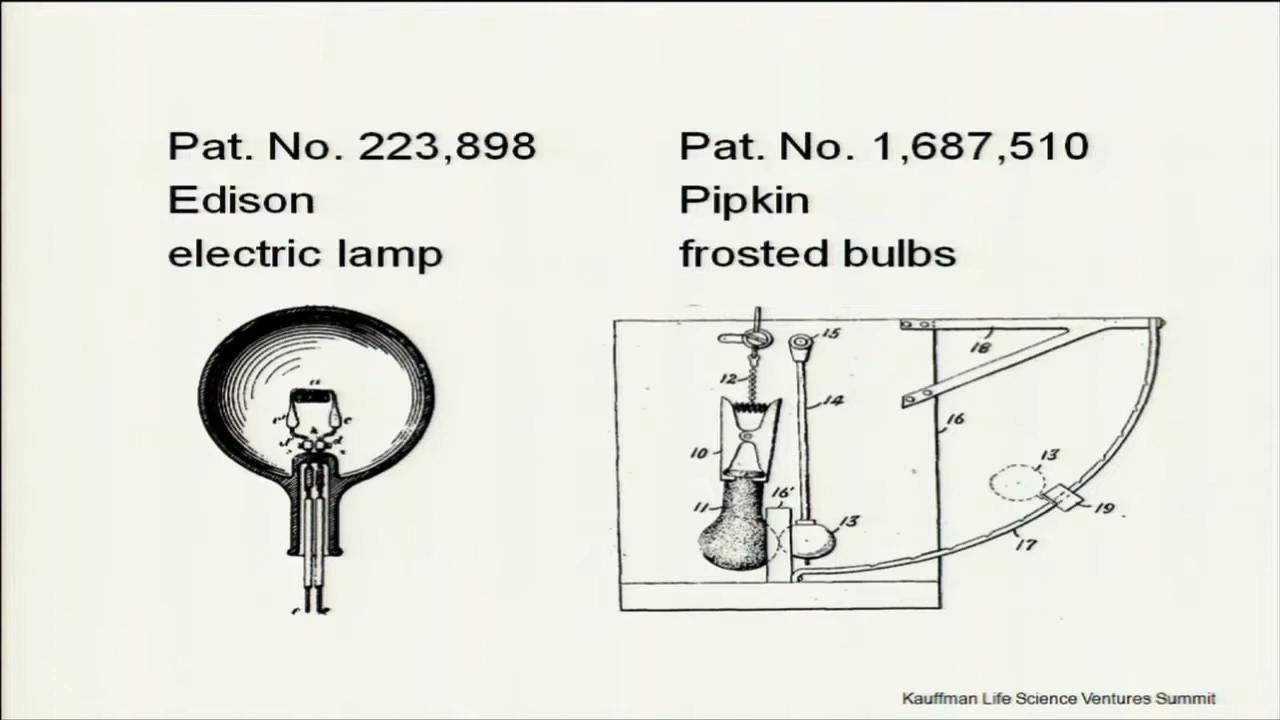 Pat. No. 223,898
Edison
electric lamp
Pat. No. 1,687,510
Pipkin
frosted bulbs
15
18
12
14
16
10
13
16'
11
13
19
17
Kauffman Life Science Ventures Summit